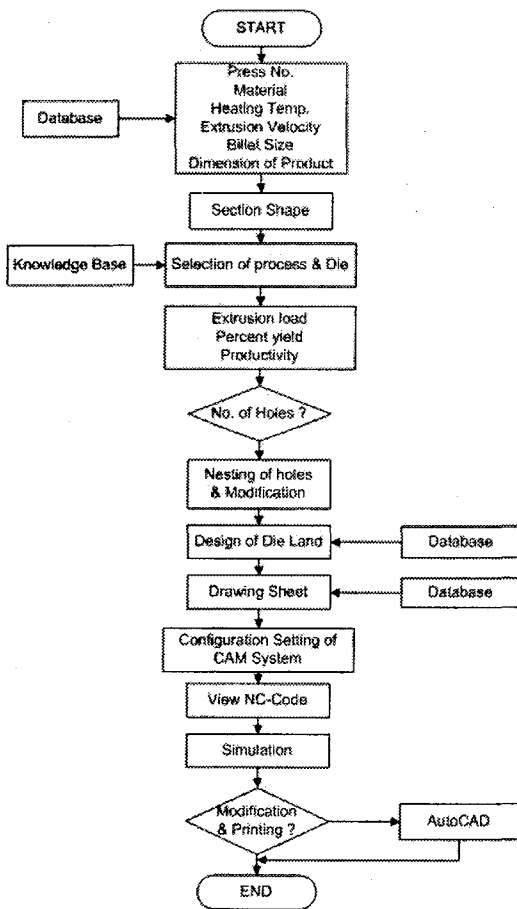 START
Press No.
Material
Heating Temp.
Extrusion Velocity
Billet Size
Dimension of Product
Database
Section Shape
Knowledge Base
Selection of process & Die
Extrusion load
Percent yield
Productivity
No. of Holes ?
Nesting of holes
& Modification
Design of Die Land
Database
Drawing Sheet
Database
Configuration Setting of
CAM System
View NC-Code
Simulation
Modification
& Printing ?
AutoCAD
END